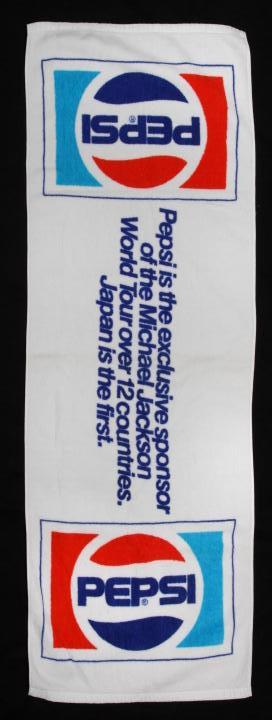 PEPSI®
Pepsi is the exclusive sponsor
of the Michael Jackson
World Tour over 12 countries.
Japan is the first.
PEPSI®